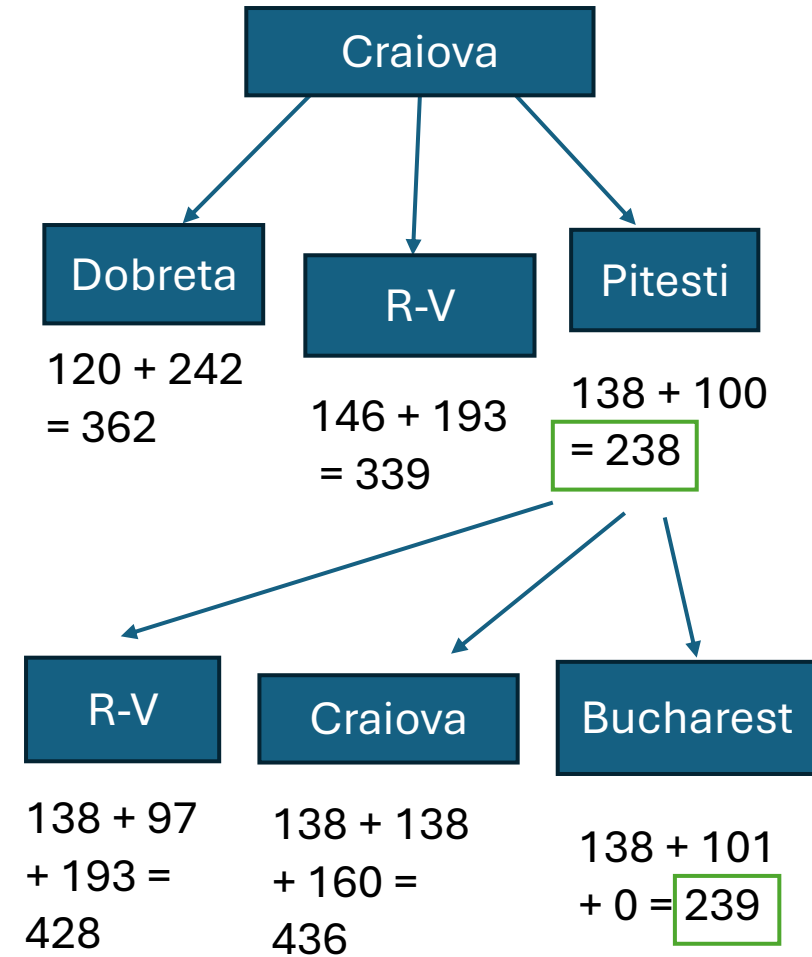 Craiova
Dobreta
R-V
Pitesti
120 + 242
= 362
146 + 193
= 339
138 + 100
= 238
R-V
Craiova
Bucharest
138 + 97
+ 193 =
428
138 + 138
+ 160 =
436
138 + 101
+ 0 = 239